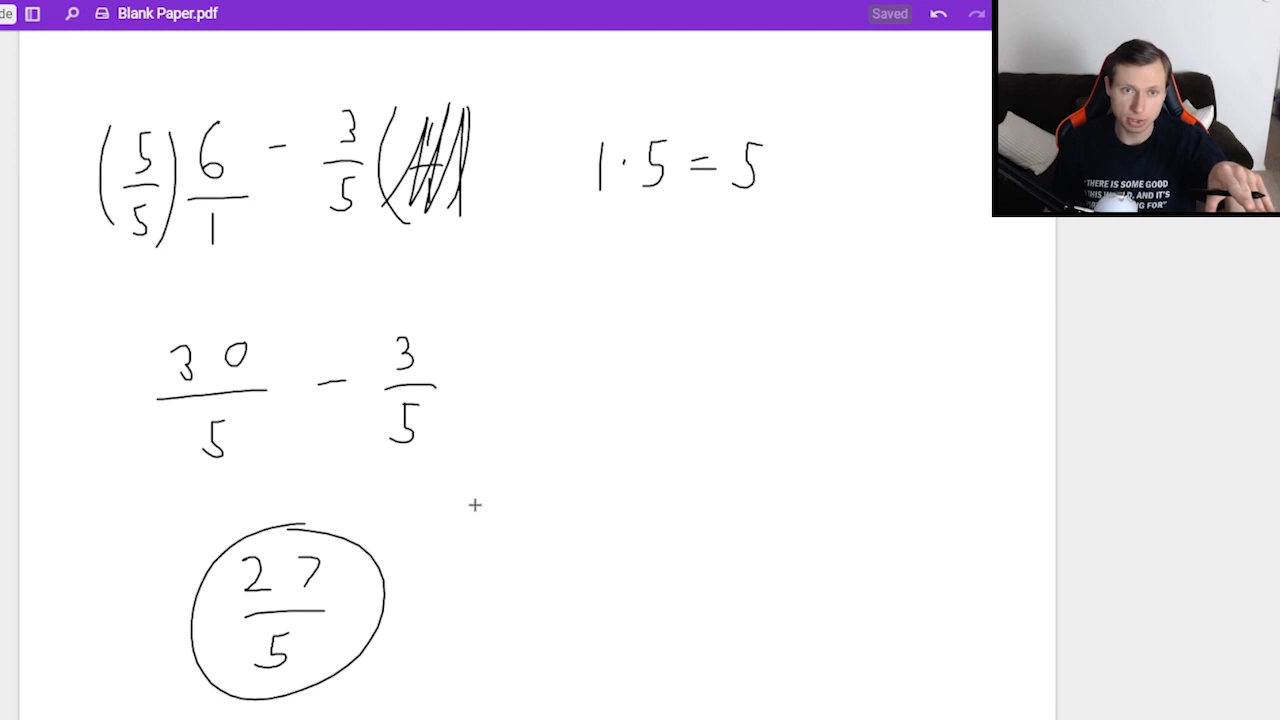 de Blank Paper.pdf Saved
(5/5) 6/1 - 3/5 ( 1 · 5 = 5
30/5 - 3/5
27/5
"THERE IS SOME GOOD
THIS WORLD, AND IT'S
FOR"